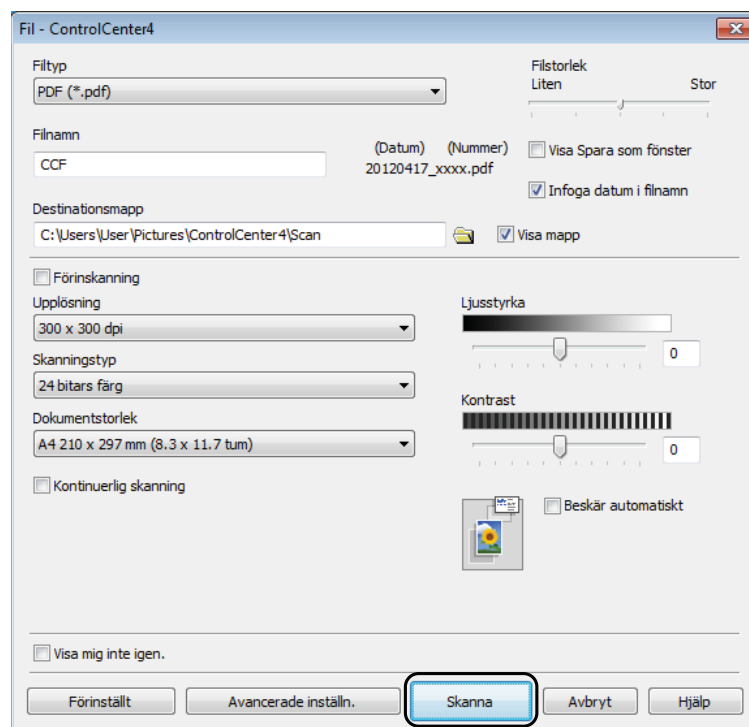 Fil - ControlCenter4
Filtyp
PDF (*.pdf)
Filstorlek
Liten Stor
Filnamn
CCF
(Datum) (Nummer)
20120417_xxxx.pdf
Visa Spara som fönster
Infoga datum i filnamn
Destinationsmapp
C:\Users\User\Pictures\ControlCenter4\Scan
Visa mapp
Förinskanning
Upplösning
300 x 300 dpi
Skanningstyp
24 bitars färg
Dokumentstorlek
A4 210 x 297 mm (8.3 x 11.7 tum)
Kontinuerlig skanning
Ljusstyrka
0
Kontrast
0
Beskär automatiskt
Visa mig inte igen.
Förinställt Avancerade inställn. Skanna Avbryt Hjälp